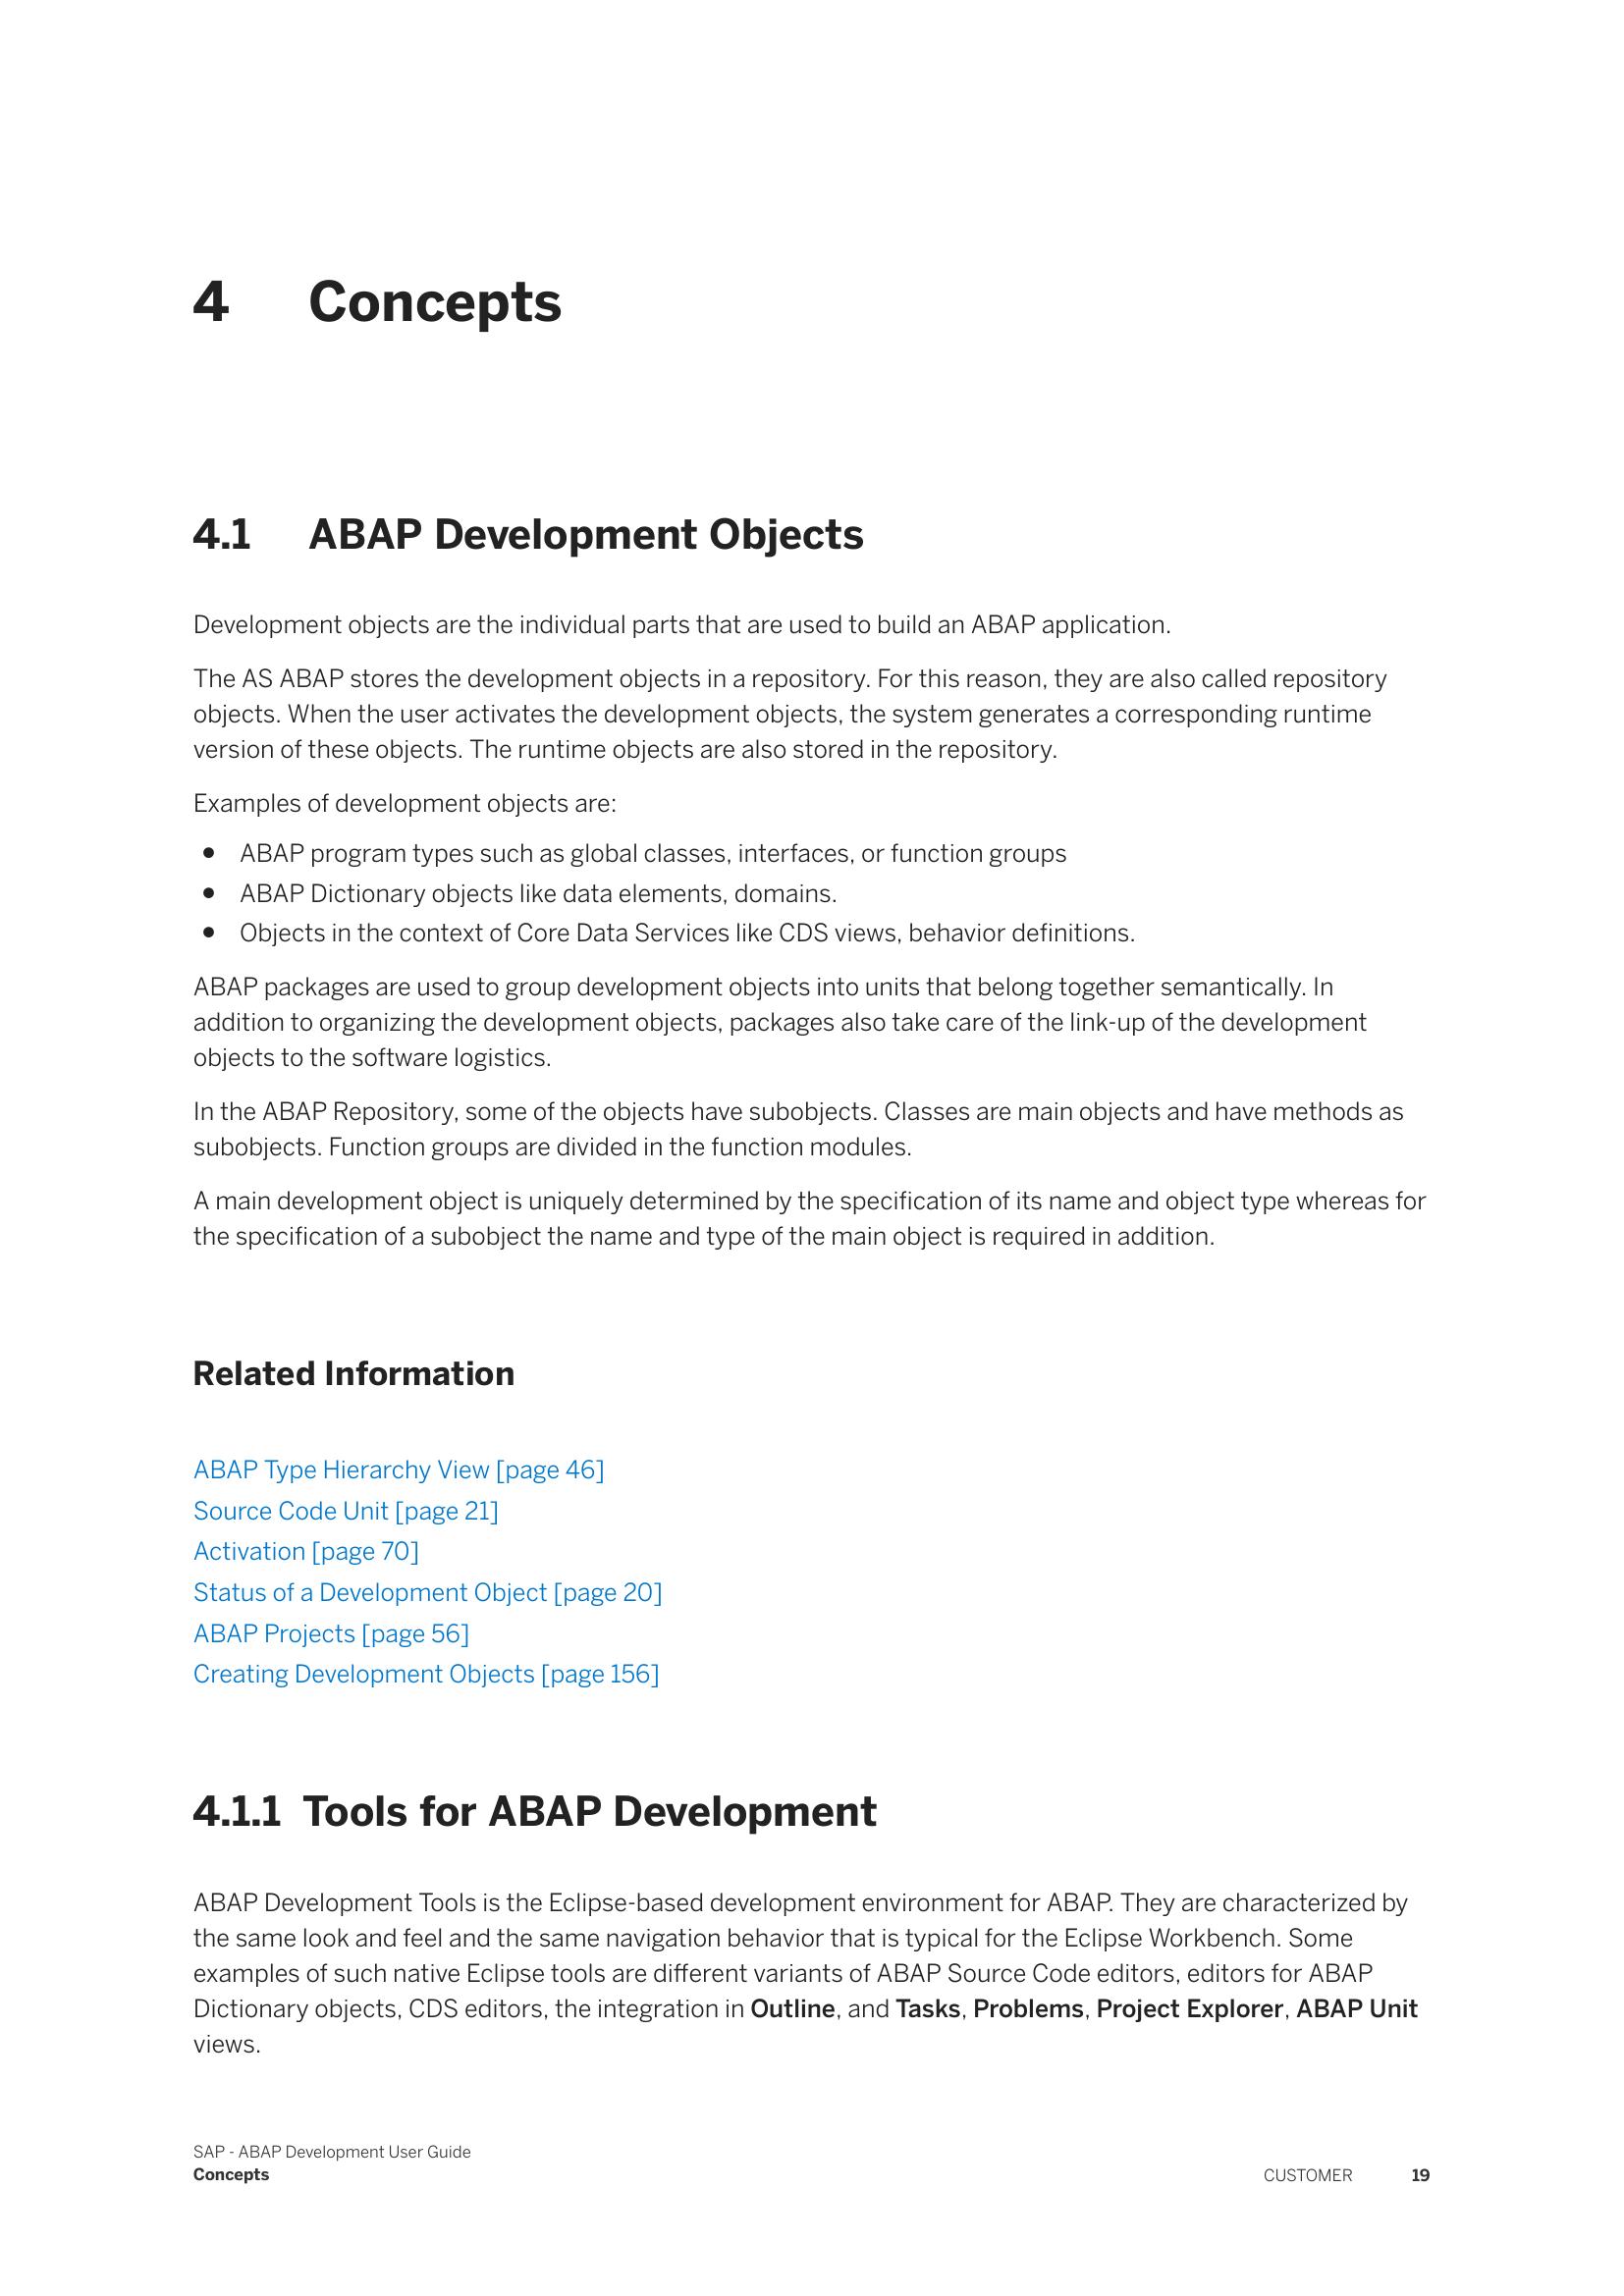 4 Concepts
4.1 ABAP Development Objects
Development objects are the individual parts that are used to build an ABAP application.
The AS ABAP stores the development objects in a repository. For this reason, they are also called repository
objects. When the user activates the development objects, the system generates a corresponding runtime
version of these objects. The runtime objects are also stored in the repository.
Examples of development objects are:
● ABAP program types such as global classes, interfaces, or function groups
● ABAP Dictionary objects like data elements, domains.
● Objects in the context of Core Data Services like CDS views, behavior definitions.
ABAP packages are used to group development objects into units that belong together semantically. In
addition to organizing the development objects, packages also take care of the link-up of the development
objects to the software logistics.
In the ABAP Repository, some of the objects have subobjects. Classes are main objects and have methods as
subobjects. Function groups are divided in the function modules.
A main development object is uniquely determined by the specification of its name and object type whereas for
the specification of a subobject the name and type of the main object is required in addition.
Related Information
ABAP Type Hierarchy View [page 46]
Source Code Unit [page 21]
Activation [page 70]
Status of a Development Object [page 20]
ABAP Projects [page 56]
Creating Development Objects [page 156]
4.1.1 Tools for ABAP Development
ABAP Development Tools is the Eclipse-based development environment for ABAP. They are characterized by
the same look and feel and the same navigation behavior that is typical for the Eclipse Workbench. Some
examples of such native Eclipse tools are different variants of ABAP Source Code editors, editors for ABAP
Dictionary objects, CDS editors, the integration in Outline, and Tasks, Problems, Project Explorer, ABAP Unit
views.
SAP - ABAP Development User Guide
Concepts CUSTOMER 19